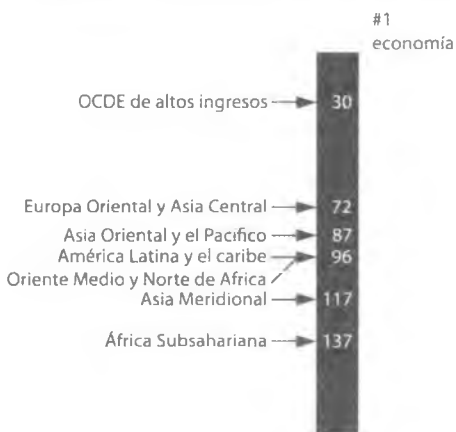 #1
economía
OCDE de altos ingresos 30
Europa Oriental y Asia Central 72
Asia Oriental y el Pacífico 87
América Latina y el caribe 96
Oriente Medio y Norte de Africa
Asia Meridional 117
África Subsahariana 137